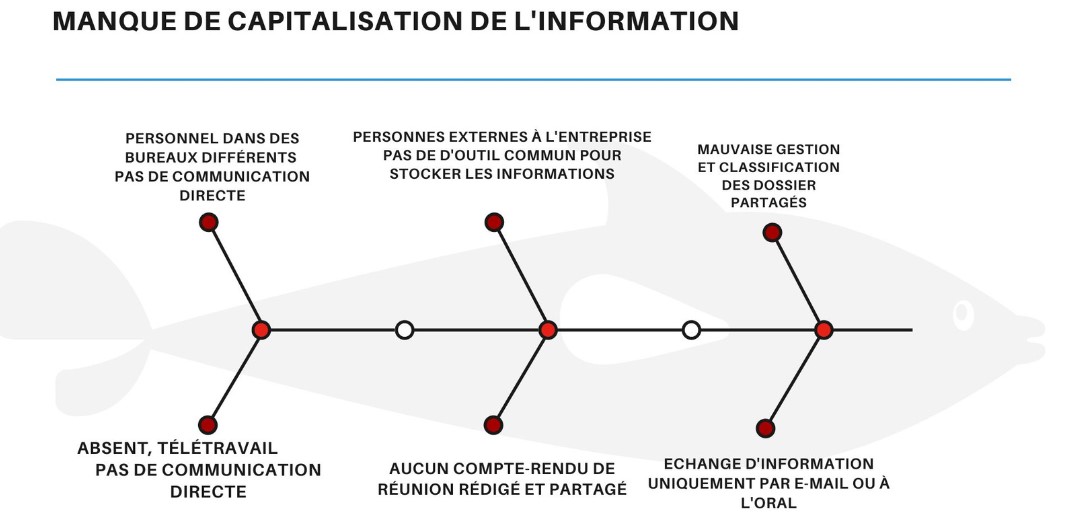 MANQUE DE CAPITALISATION DE L'INFORMATION
PERSONNEL DANS DES
BUREAUX DIFFÉRENTS
PAS DE COMMUNICATION
DIRECTE
PERSONNES EXTERNES À L'ENTREPRISE
PAS DE D'OUTIL COMMUN POUR
STOCKER LES INFORMATIONS
MAUVAISE GESTION
ET CLASSIFICATION
DES DOSSIER
PARTAGÉS
ABSENT, TÉLÉTRAVAIL
PAS DE COMMUNICATION
DIRECTE
AUCUN COMPTE-RENDU DE
RÉUNION RÉDIGÉ ET PARTAGÉ
ECHANGE D'INFORMATION
UNIQUEMENT PAR E-MAIL OU À
L'ORAL